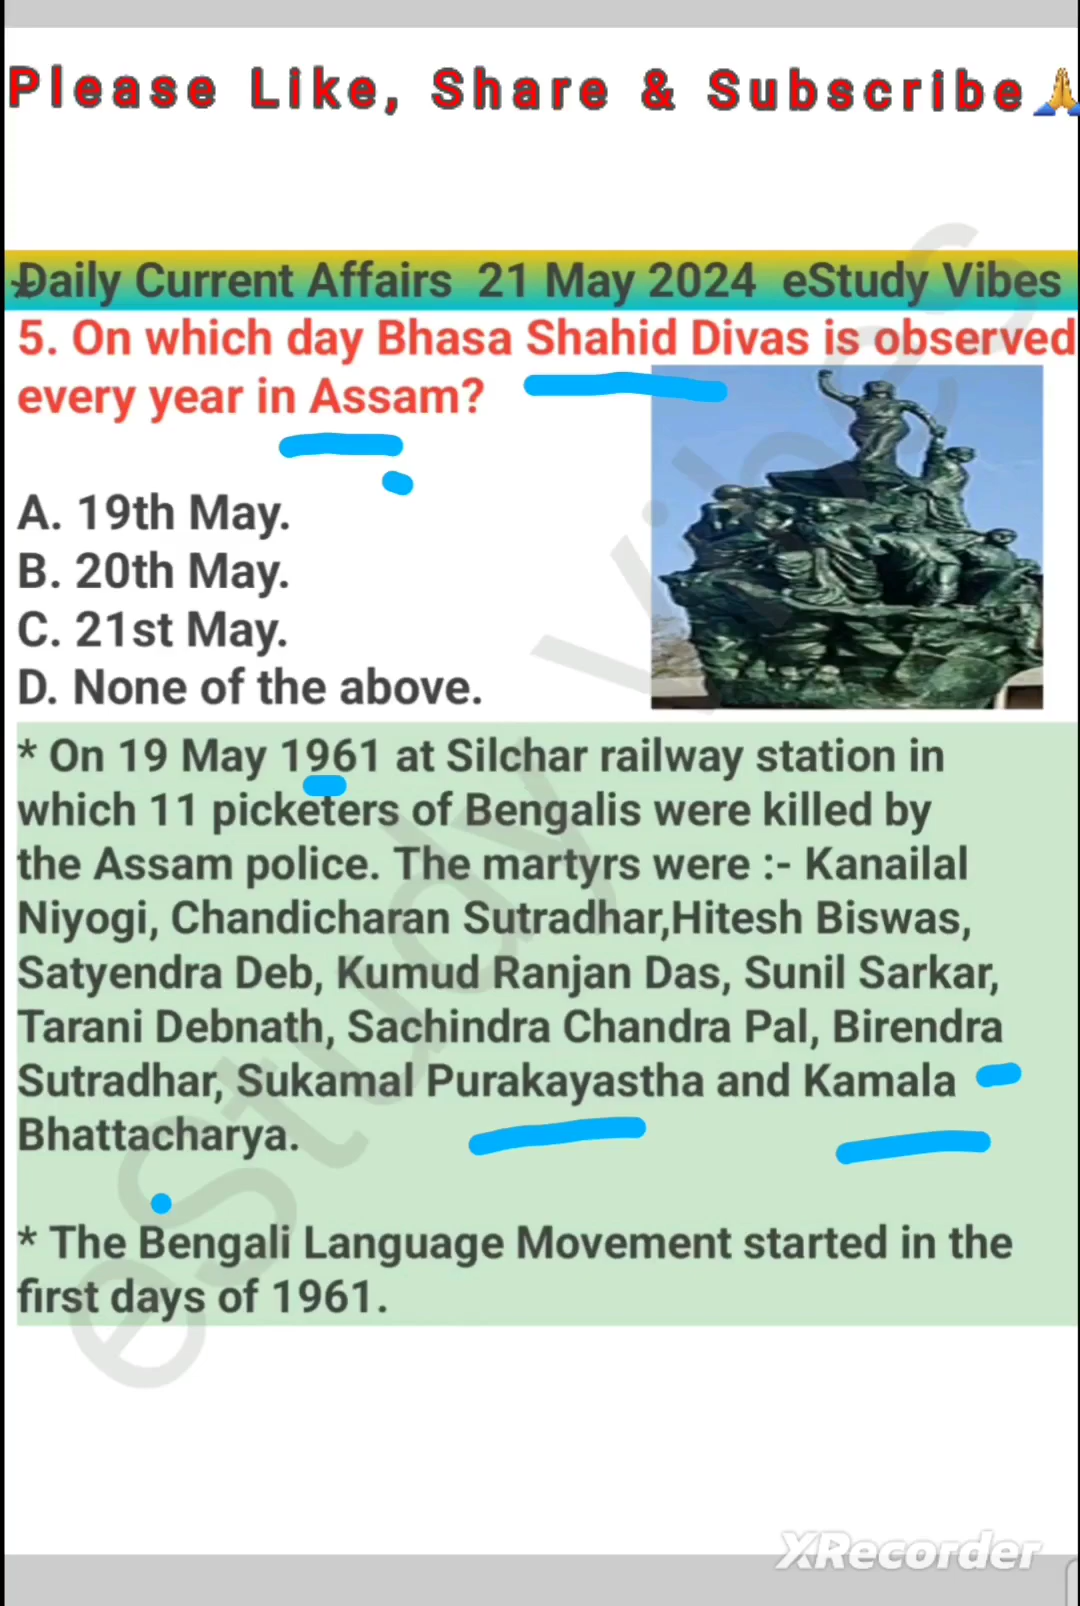 Please Like, Share & Subscribe🙏
Daily Current Affairs 21 May 2024 eStudy Vibes
5. On which day Bhasa Shahid Divas is observed
every year in Assam?
A. 19th May.
B. 20th May.
C. 21st May.
D. None of the above.
* On 19 May 1961 at Silchar railway station in
which 11 picketers of Bengalis were killed by
the Assam police. The martyrs were :- Kanailal
Niyogi, Chandicharan Sutradhar,Hitesh Biswas,
Satyendra Deb, Kumud Ranjan Das, Sunil Sarkar,
Tarani Debnath, Sachindra Chandra Pal, Birendra
Sutradhar, Sukamal Purakayastha and Kamala
Bhattacharya.
* The Bengali Language Movement started in the
first days of 1961.
eStudy Vibes
XRecorder